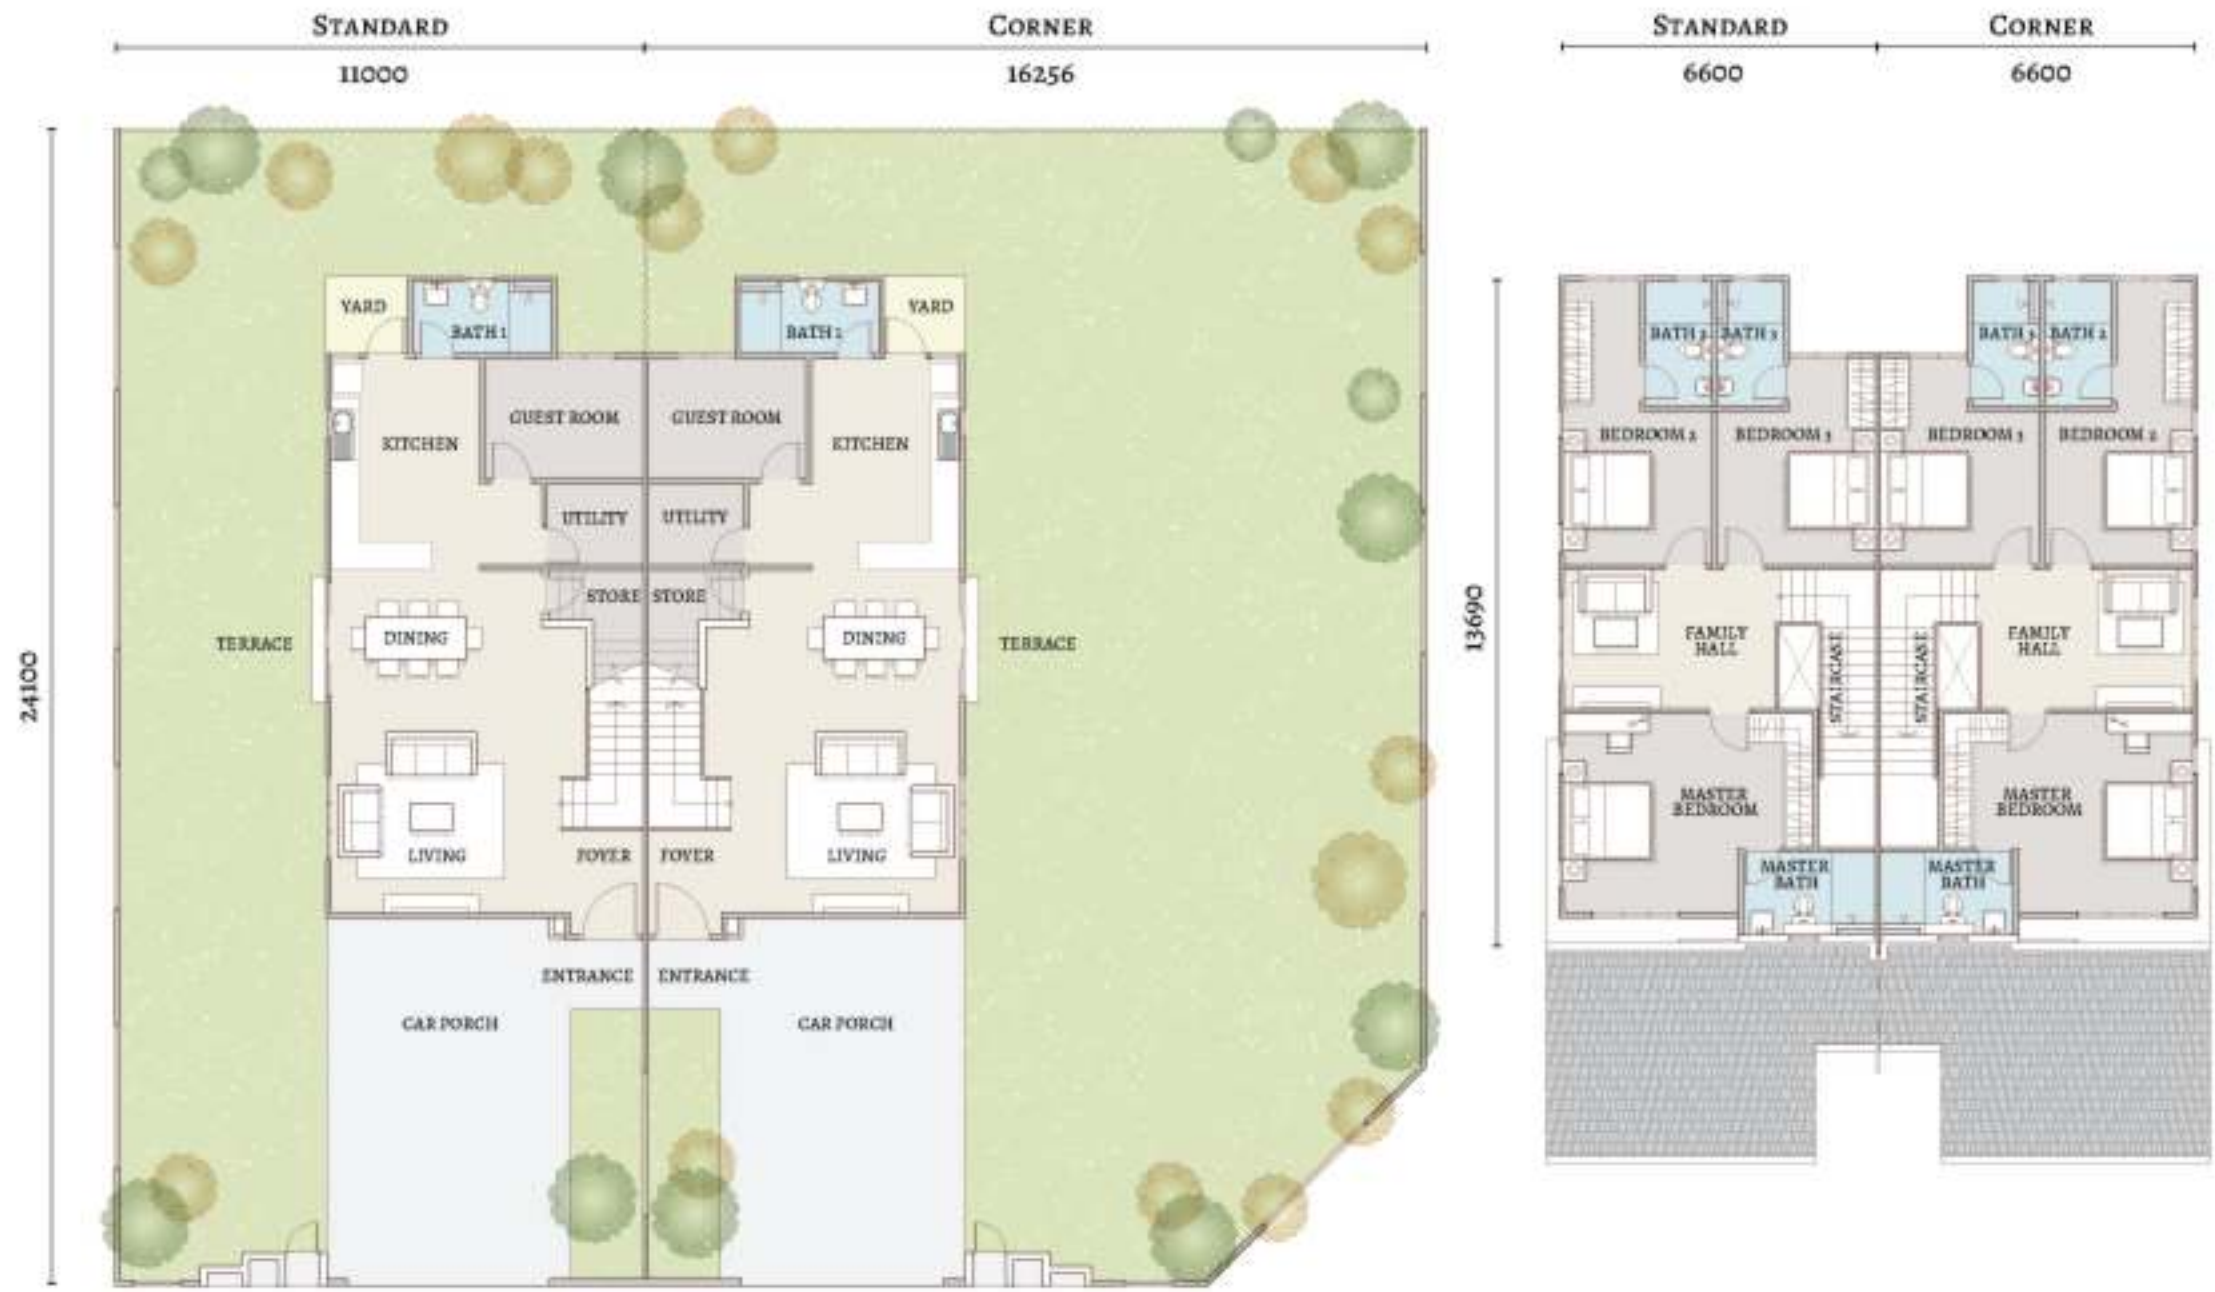 STANDARD CORNER
11000 16256
STANDARD CORNER
6600 6600
24100
YARD BATH 1 BATH 1 YARD
KITCHEN GUEST ROOM GUEST ROOM KITCHEN
UTILITY UTILITY
STORE STORE
TERRACE DINING DINING TERRACE
LIVING FOYER FOYER LIVING
ENTRANCE ENTRANCE
CAR PORCH CAR PORCH
13690
BATH 2 BATH 3 BATH 3 BATH 2
BEDROOM 2 BEDROOM 3 BEDROOM 3 BEDROOM 2
FAMILY
HALL
STAIRCASE
STAIRCASE
FAMILY
HALL
MASTER
BEDROOM
MASTER
BEDROOM
MASTER
BATH
MASTER
BATH